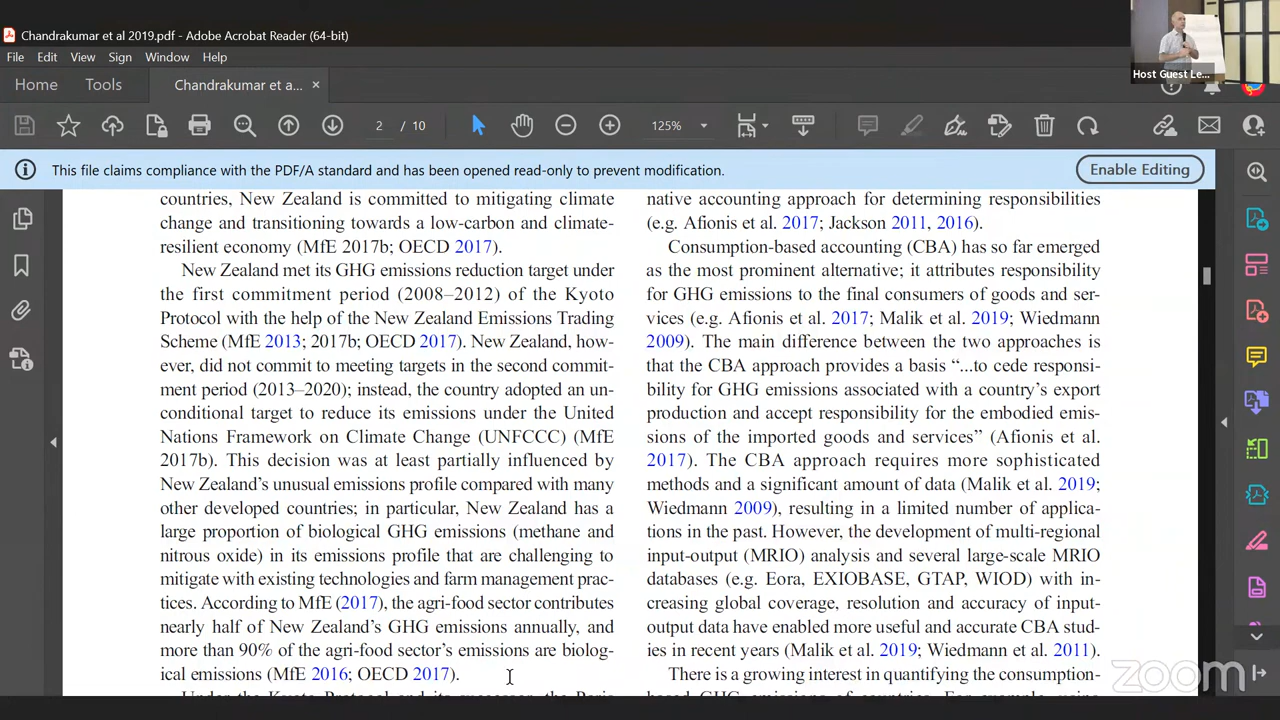 Chandrakumar et al 2019.pdf - Adobe Acrobat Reader (64-bit)
File Edit View Sign Window Help
Host Guest Le...
Home Tools Chandrakumar et a... ×
2 / 10 125%
This file claims compliance with the PDF/A standard and has been opened read-only to prevent modification. Enable Editing
countries, New Zealand is committed to mitigating climate
change and transitioning towards a low-carbon and climate-
resilient economy (MfE 2017b; OECD 2017).
New Zealand met its GHG emissions reduction target under
the first commitment period (2008–2012) of the Kyoto
Protocol with the help of the New Zealand Emissions Trading
Scheme (MfE 2013; 2017b; OECD 2017). New Zealand, how-
ever, did not commit to meeting targets in the second commit-
ment period (2013–2020); instead, the country adopted an un-
conditional target to reduce its emissions under the United
Nations Framework on Climate Change (UNFCCC) (MfE
2017b). This decision was at least partially influenced by
New Zealand's unusual emissions profile compared with many
other developed countries; in particular, New Zealand has a
large proportion of biological GHG emissions (methane and
nitrous oxide) in its emissions profile that are challenging to
mitigate with existing technologies and farm management prac-
tices. According to MfE (2017), the agri-food sector contributes
nearly half of New Zealand's GHG emissions annually, and
more than 90% of the agri-food sector's emissions are biolog-
ical emissions (MfE 2016; OECD 2017).
native accounting approach for determining responsibilities
(e.g. Afionis et al. 2017; Jackson 2011, 2016).
Consumption-based accounting (CBA) has so far emerged
as the most prominent alternative; it attributes responsibility
for GHG emissions to the final consumers of goods and ser-
vices (e.g. Afionis et al. 2017; Malik et al. 2019; Wiedmann
2009). The main difference between the two approaches is
that the CBA approach provides a basis “...to cede responsi-
bility for GHG emissions associated with a country's export
production and accept responsibility for the embodied emis-
sions of the imported goods and services” (Afionis et al.
2017). The CBA approach requires more sophisticated
methods and a significant amount of data (Malik et al. 2019;
Wiedmann 2009), resulting in a limited number of applica-
tions in the past. However, the development of multi-regional
input-output (MRIO) analysis and several large-scale MRIO
databases (e.g. Eora, EXIOBASE, GTAP, WIOD) with in-
creasing global coverage, resolution and accuracy of input-
output data have enabled more useful and accurate CBA stud-
ies in recent years (Malik et al. 2019; Wiedmann et al. 2011).
There is a growing interest in quantifying the consumption-
zoom